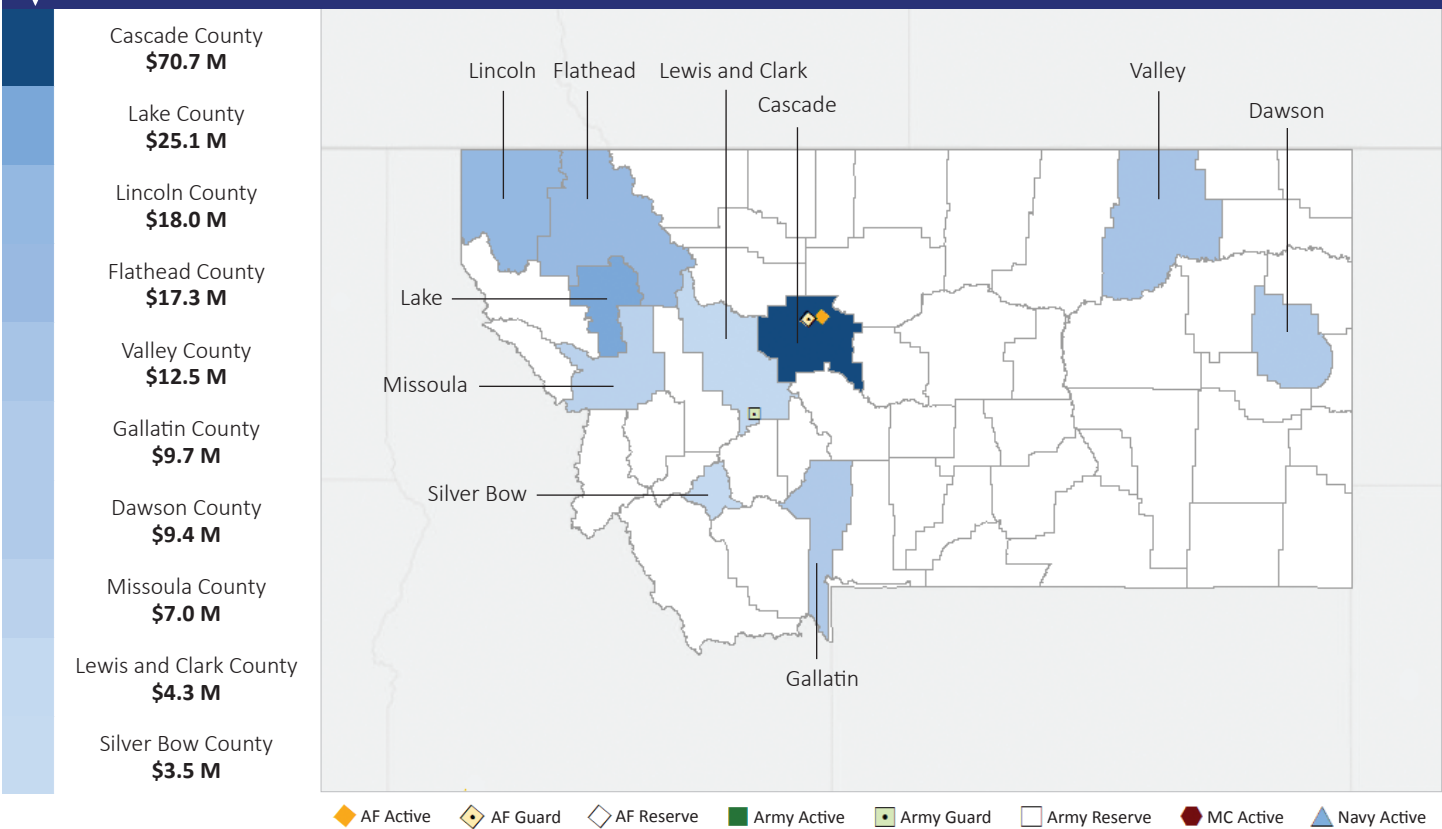 Cascade County
$70.7 M
Lake County
$25.1 M
Lincoln County
$18.0 M
Flathead County
$17.3 M
Valley County
$12.5 M
Gallatin County
$9.7 M
Dawson County
$9.4 M
Missoula County
$7.0 M
Lewis and Clark County
$4.3 M
Silver Bow County
$3.5 M
Lincoln
Flathead
Lewis and Clark
Cascade
Valley
Dawson
Lake
Missoula
Silver Bow
Gallatin
AF Active
AF Guard
AF Reserve
Army Active
Army Guard
Army Reserve
MC Active
Navy Active